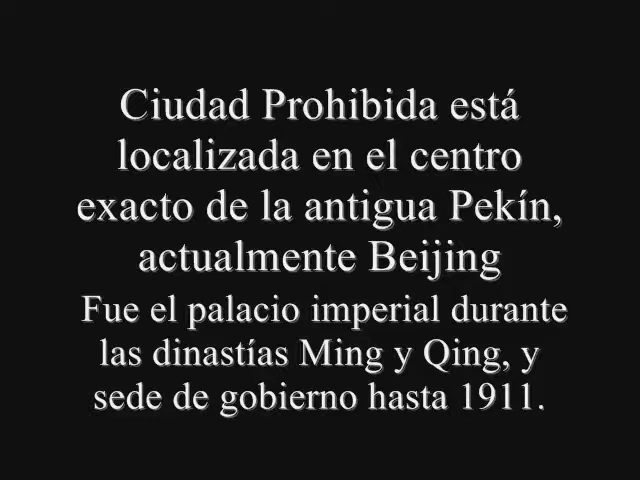 Ciudad Prohibida está
localizada en el centro
exacto de la antigua Pekín,
actualmente Beijing
Fue el palacio imperial durante
las dinastías Ming y Qing, y
sede de gobierno hasta 1911.